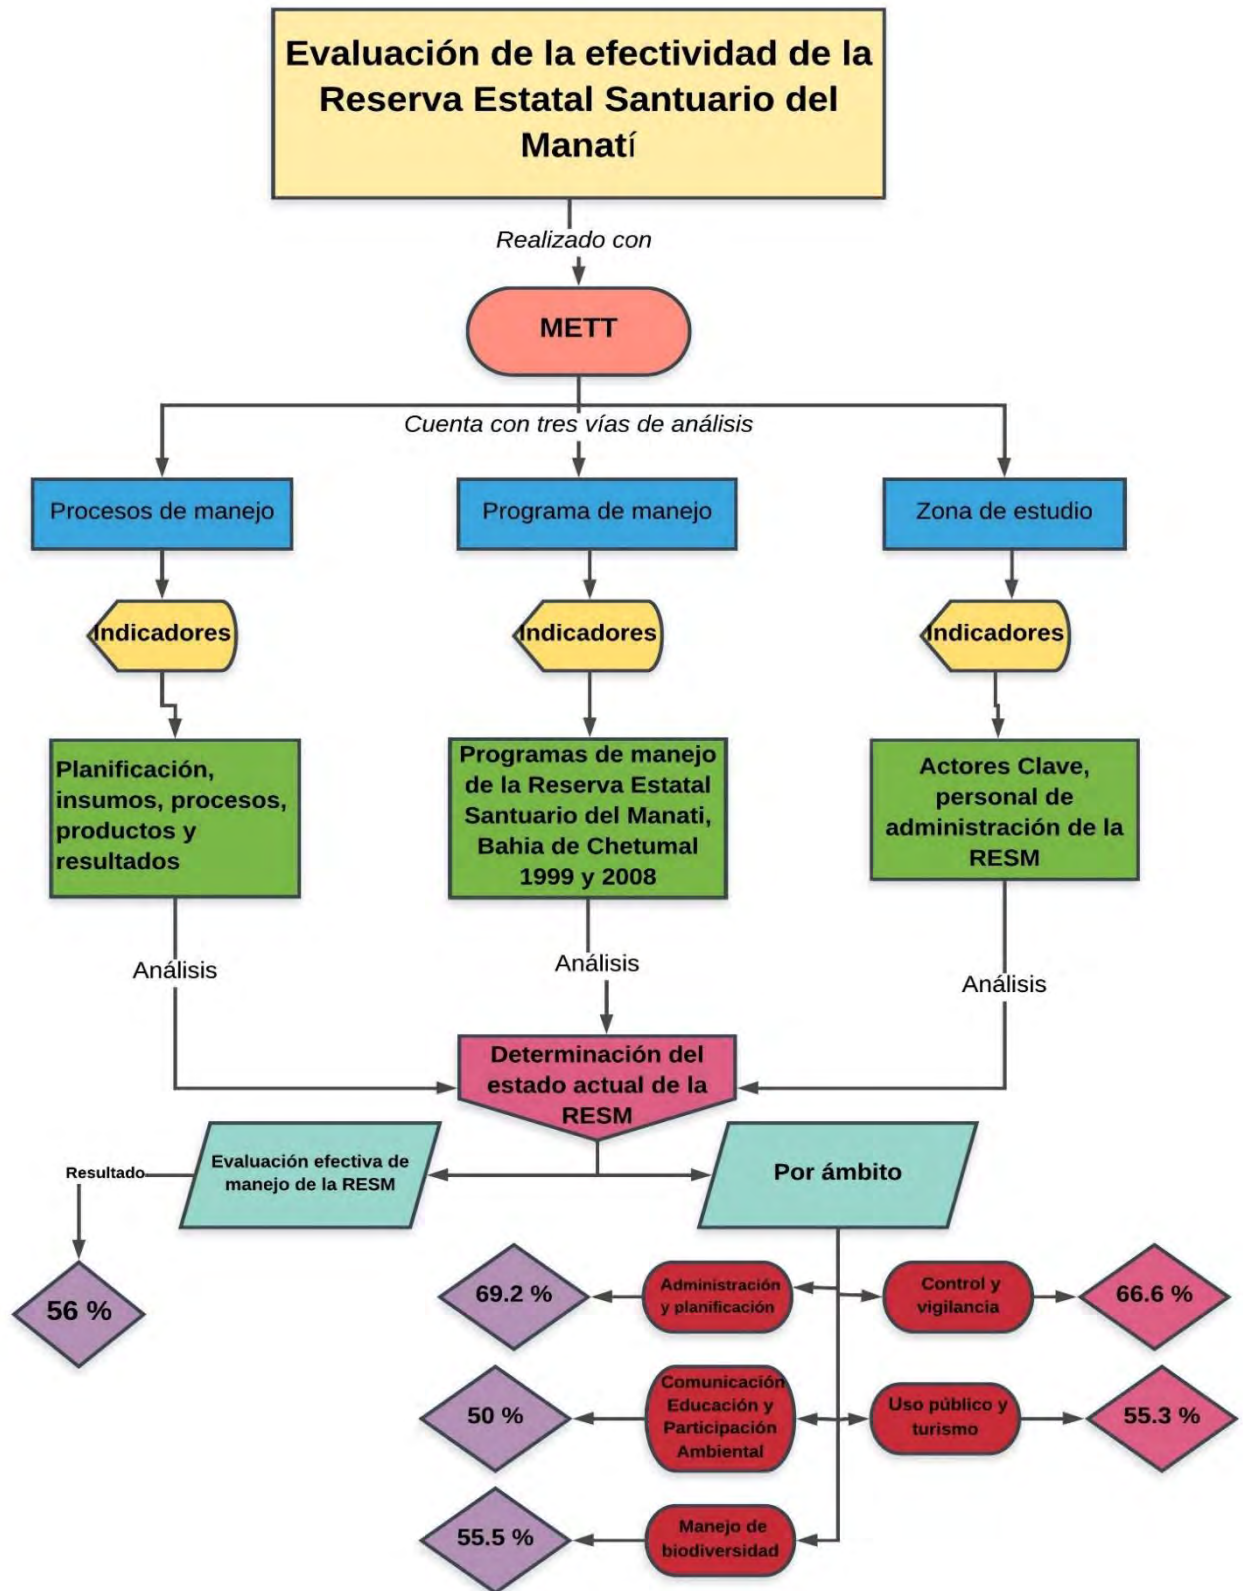 Evaluación de la efectividad de la
Reserva Estatal Santuario del
Manatí
Realizado con
METT
Cuenta con tres vías de análisis
Procesos de manejo
Programa de manejo
Zona de estudio
Indicadores
Indicadores
Indicadores
Planificación,
insumos, procesos,
productos y
resultados
Programas de manejo
de la Reserva Estatal
Santuario del Manati,
Bahia de Chetumal
1999 y 2008
Actores Clave,
personal de
administración de la
RESM
Análisis
Análisis
Análisis
Determinación del
estado actual de la
RESM
Resultado
Evaluación efectiva de
manejo de la RESM
Por ámbito
56 %
69.2 %
Administración
y planificación
Control y
vigilancia
66.6 %
50 %
Comunicación
Educación y
Participación
Ambiental
Uso público y
turismo
55.3 %
55.5 %
Manejo de
biodiversidad